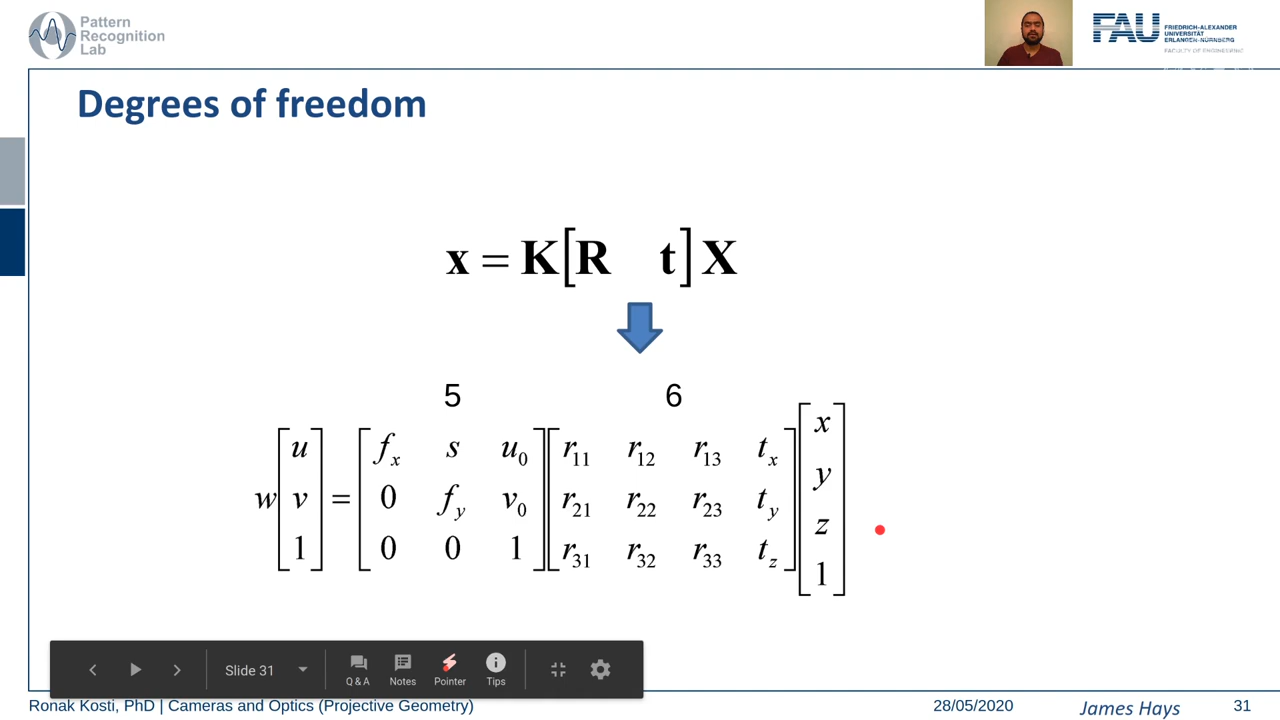 Pattern
Recognition
Lab
FAU
FRIEDRICH-ALEXANDER
UNIVERSITÄT
ERLANGEN-NÜRNBERG
FACULTY OF ENGINEERING
Degrees of freedom
x = K[R t] X
5 6
w [u v 1] = [f_x s u_0; 0 f_y v_0; 0 0 1] [r_11 r_12 r_13 t_x; r_21 r_22 r_23 t_y; r_31 r_32 r_33 t_z] [x y z 1]
Slide 31
Q & A Notes Pointer Tips
Ronak Kosti, PhD | Cameras and Optics (Projective Geometry) 28/05/2020 James Hays 31